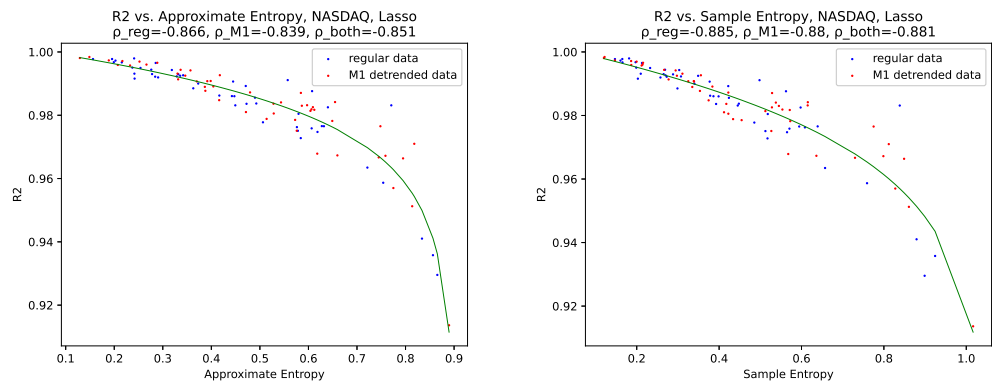 R2 vs. Approximate Entropy, NASDAQ, Lasso
ρ_reg=-0.866, ρ_M1=-0.839, ρ_both=-0.851
regular data
M1 detrended data
1.00
0.98
0.96
0.94
0.92
R2
0.1 0.2 0.3 0.4 0.5 0.6 0.7 0.8 0.9
Approximate Entropy
R2 vs. Sample Entropy, NASDAQ, Lasso
ρ_reg=-0.885, ρ_M1=-0.88, ρ_both=-0.881
regular data
M1 detrended data
1.00
0.98
0.96
0.94
0.92
R2
0.2 0.4 0.6 0.8 1.0
Sample Entropy